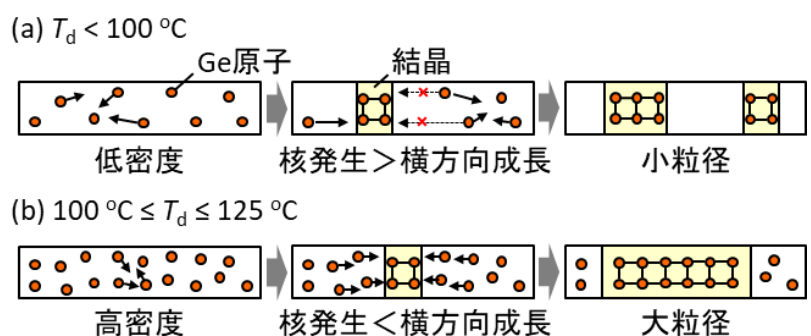 (a) Td < 100 °C
Ge原子
結晶
低密度
核発生＞横方向成長
小粒径
(b) 100 °C ≤ Td ≤ 125 °C
高密度
核発生＜横方向成長
大粒径